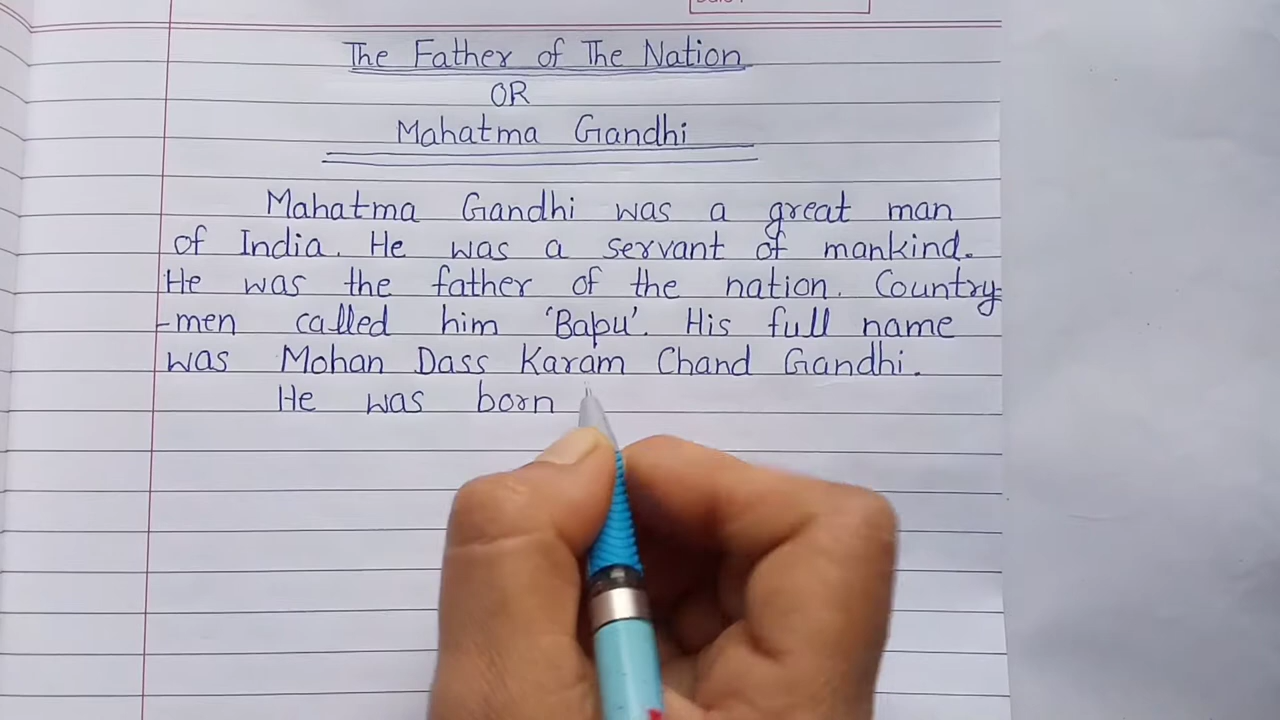 The Father of The Nation
OR
Mahatma Gandhi
Mahatma Gandhi was a great man
of India. He was a servant of mankind.
He was the father of the nation. Country-
-men called him 'Bapu'. His full name
was Mohan Dass Karam Chand Gandhi.
He was born